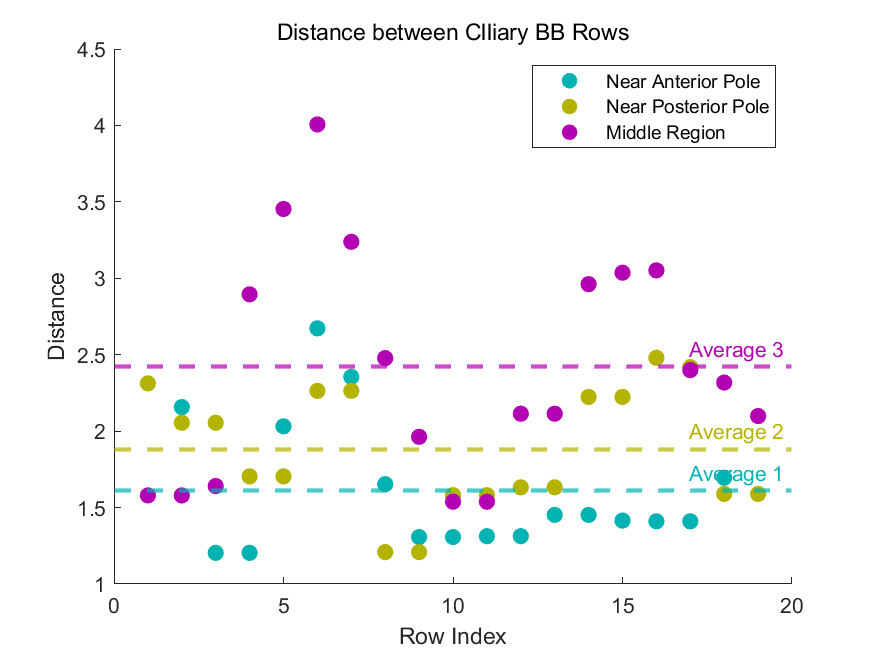 Distance between CIliary BB Rows
4.5
4
3.5
3
2.5
2
1.5
1
Distance
Near Anterior Pole
Near Posterior Pole
Middle Region
Average 3
Average 2
Average 1
0
5
10
15
20
Row Index